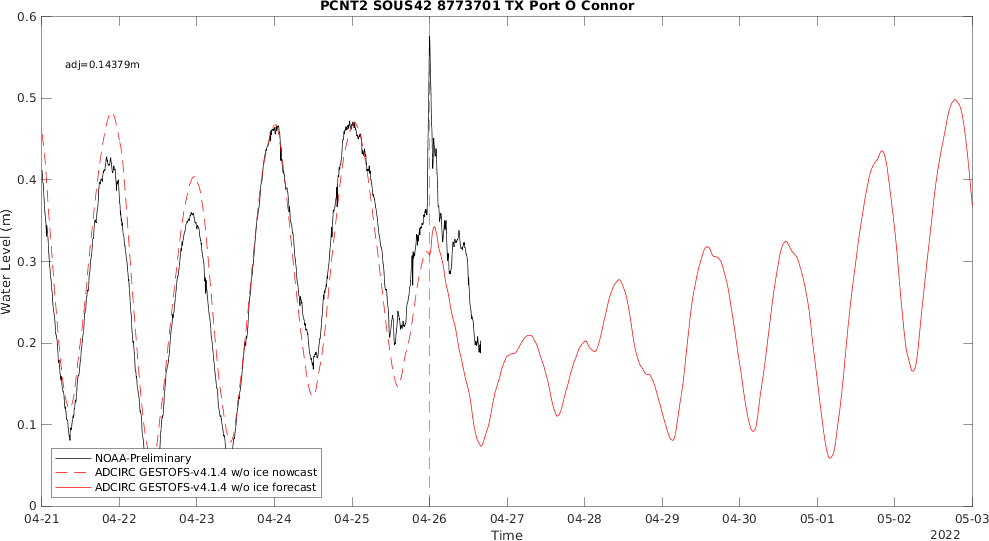 PCNT2 SOUS42 8773701 TX Port O Connor
0.6
adj=0.14379m
0.5
0.4
0.3
0.2
0.1
0
Water Level (m)
NOAA-Preliminary
ADCIRC GESTOFS-v4.1.4 w/o ice nowcast
ADCIRC GESTOFS-v4.1.4 w/o ice forecast
04-21 04-22 04-23 04-24 04-25 04-26 04-27 04-28 04-29 04-30 05-01 05-02 05-03
Time
2022